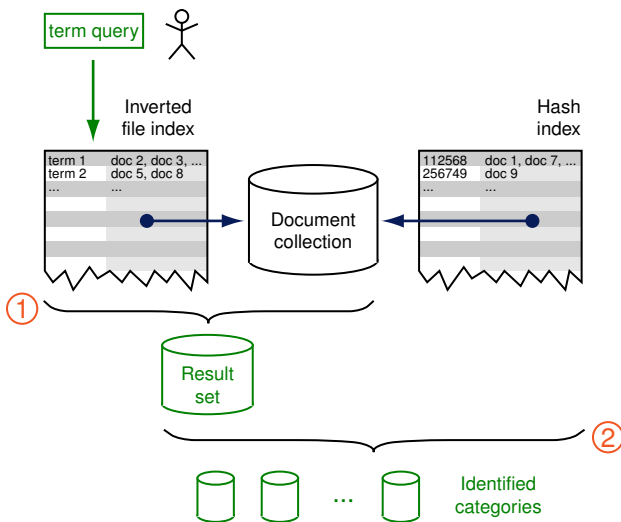 term query
Inverted
file index
Hash
index
term 1 doc 2, doc 3, ...
term 2 doc 5, doc 8
... ...
112568 doc 1, doc 7, ...
256749 doc 9
... ...
Document
collection
1
Result
set
2
...
Identified
categories